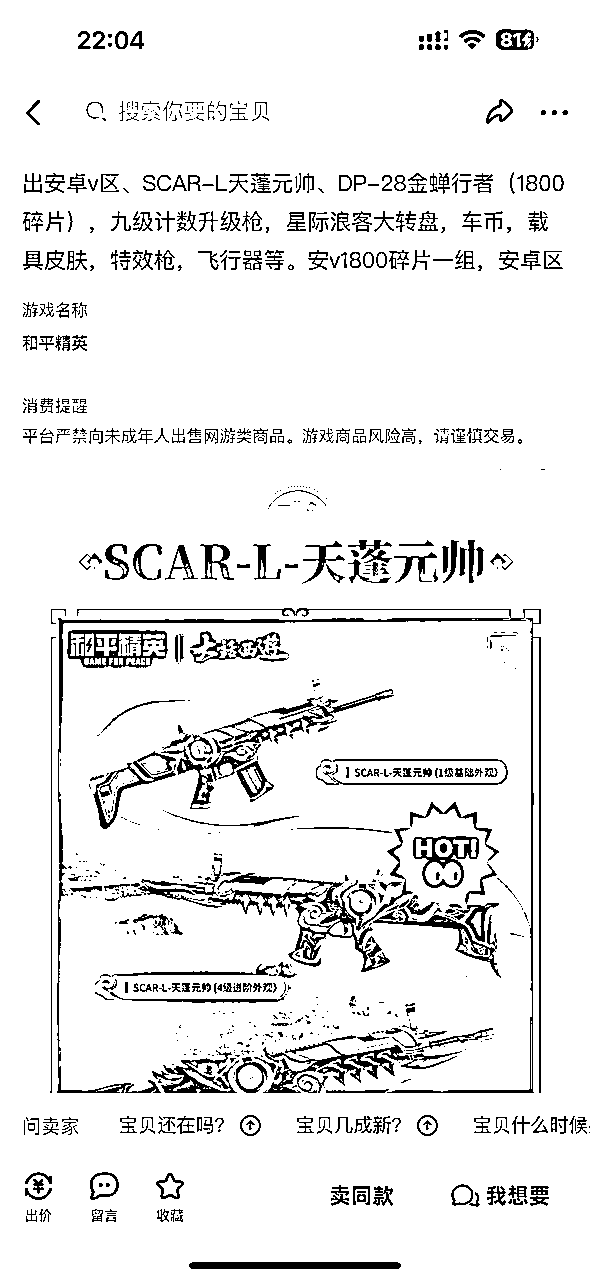 22:04
81
搜索你要的宝贝
出安卓v区、SCAR-L天蓬元帅、DP-28金蝉行者（1800
碎片），九级计数升级枪，星际浪客大转盘，车币，载
具皮肤，特效枪，飞行器等。安v1800碎片一组，安卓区
游戏名称
和平精英
消费提醒
平台严禁向未成年人出售网游类商品。游戏商品风险高，请谨慎交易。
SCAR-L-天蓬元帅
和平精英
GAME FOR PEACE
大话西游
SCAR-L-天蓬元帅 (1级基础外观)
HOT!
SCAR-L-天蓬元帅 (4级进阶外观)
问卖家 宝贝还在吗? 宝贝几成新? 宝贝什么时候
出价 留言 收藏 卖同款 我想要